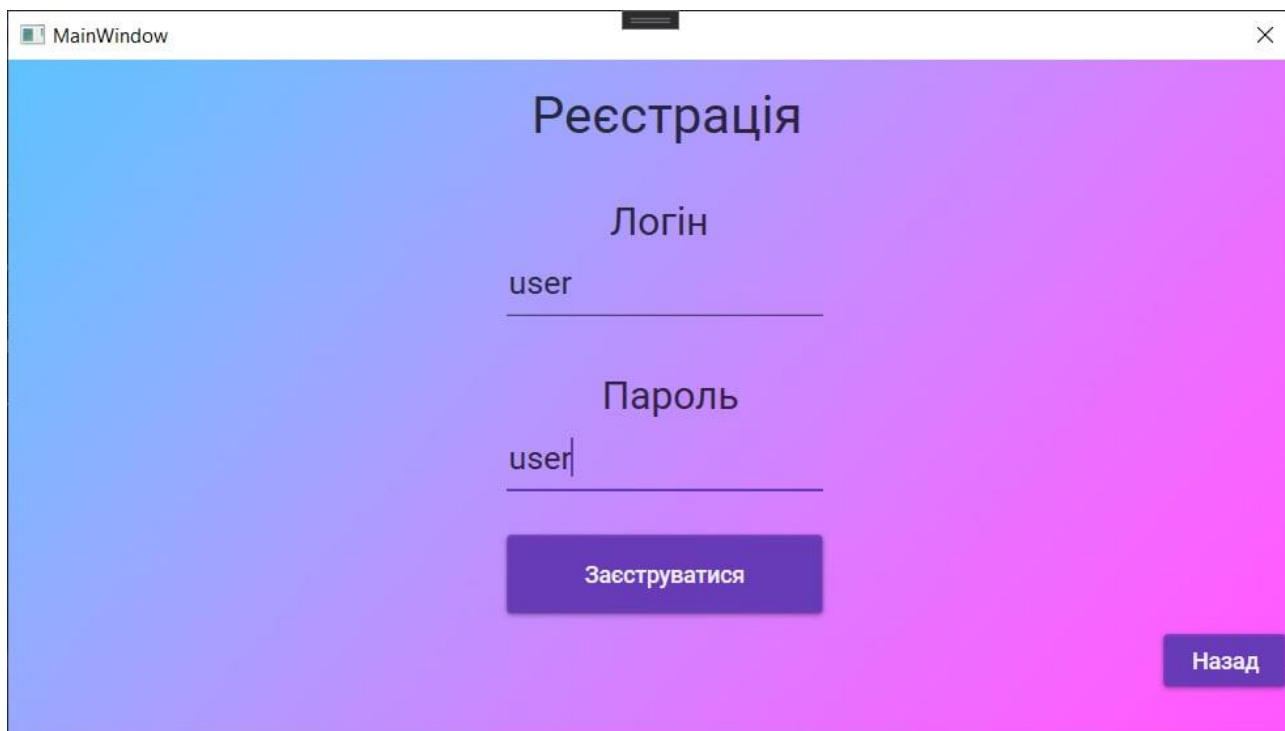 MainWindow
Реєстрація
Логін
user
Пароль
user
Заєструватися
Назад